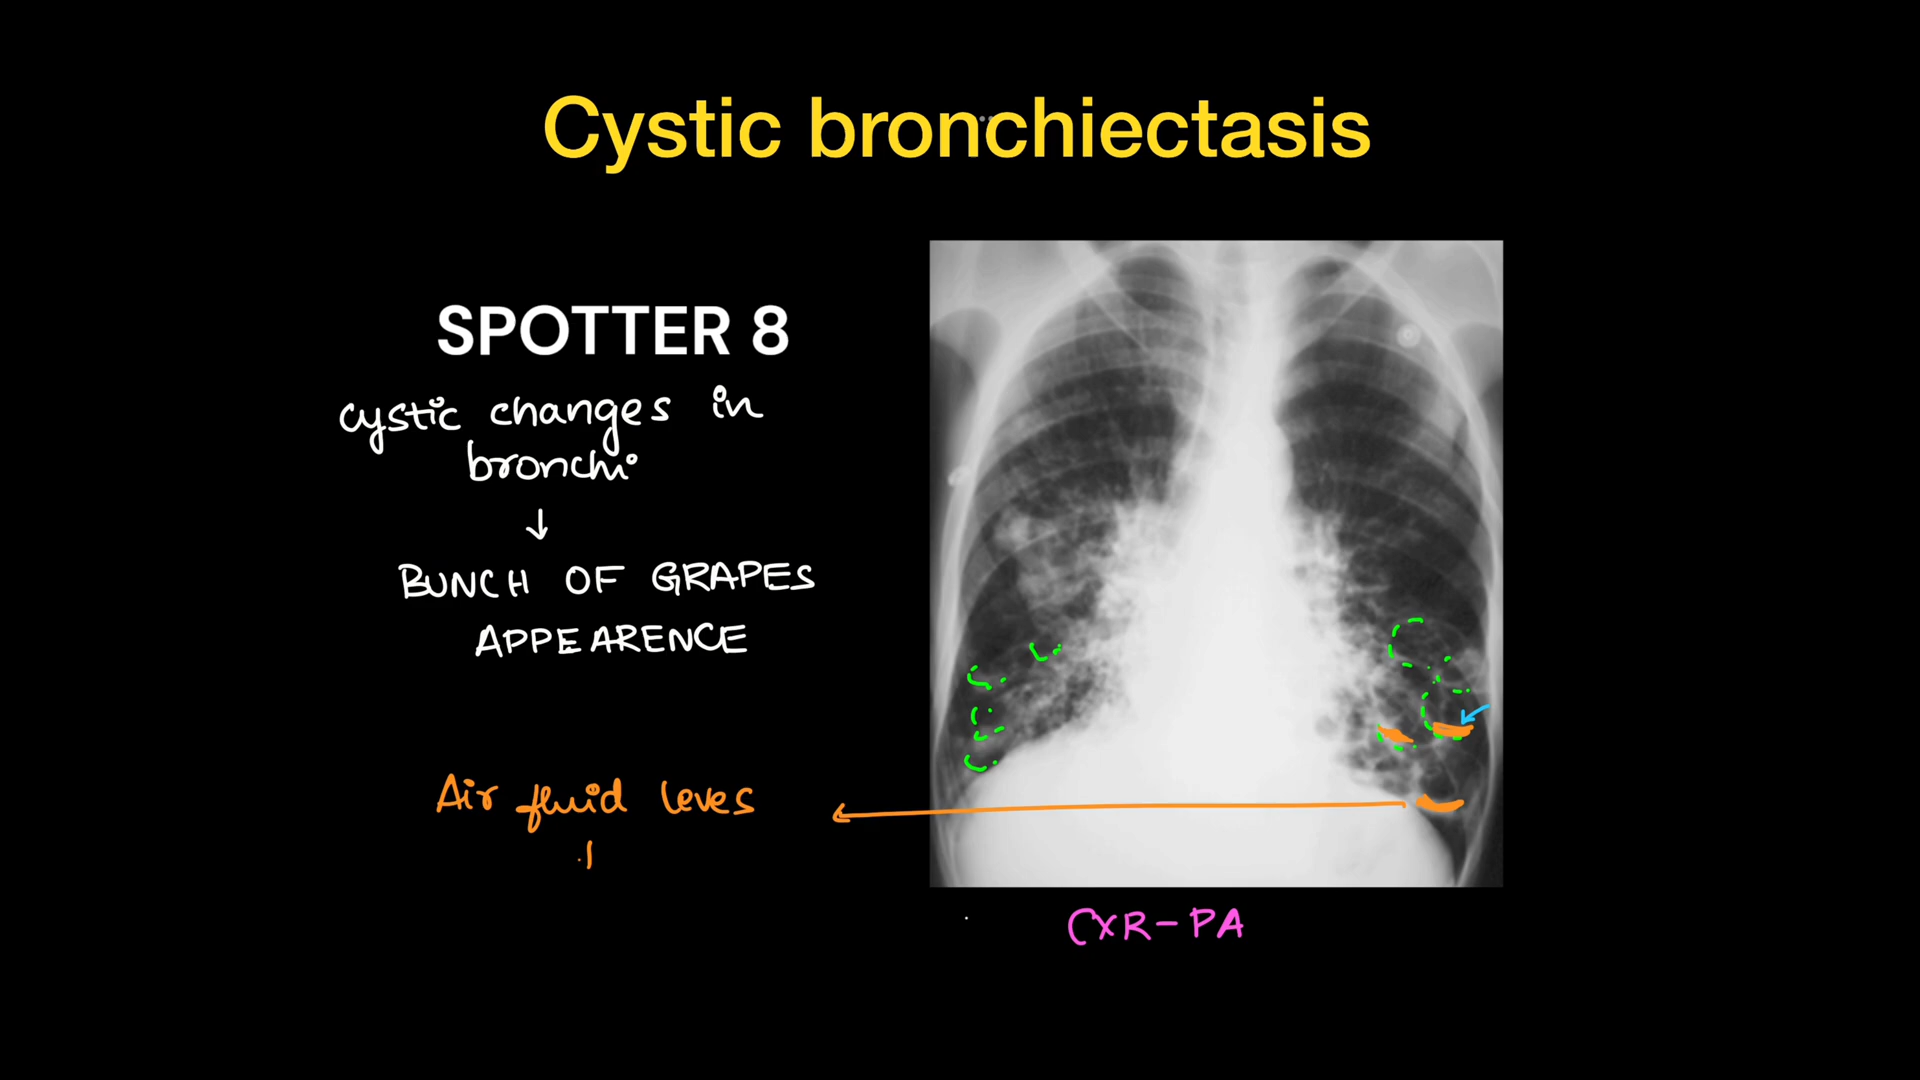 Cystic bronchiectasis
SPOTTER 8
cystic changes in
bronchi
↓
BUNCH OF GRAPES
APPEARENCE
Air fluid leves
CXR-PA